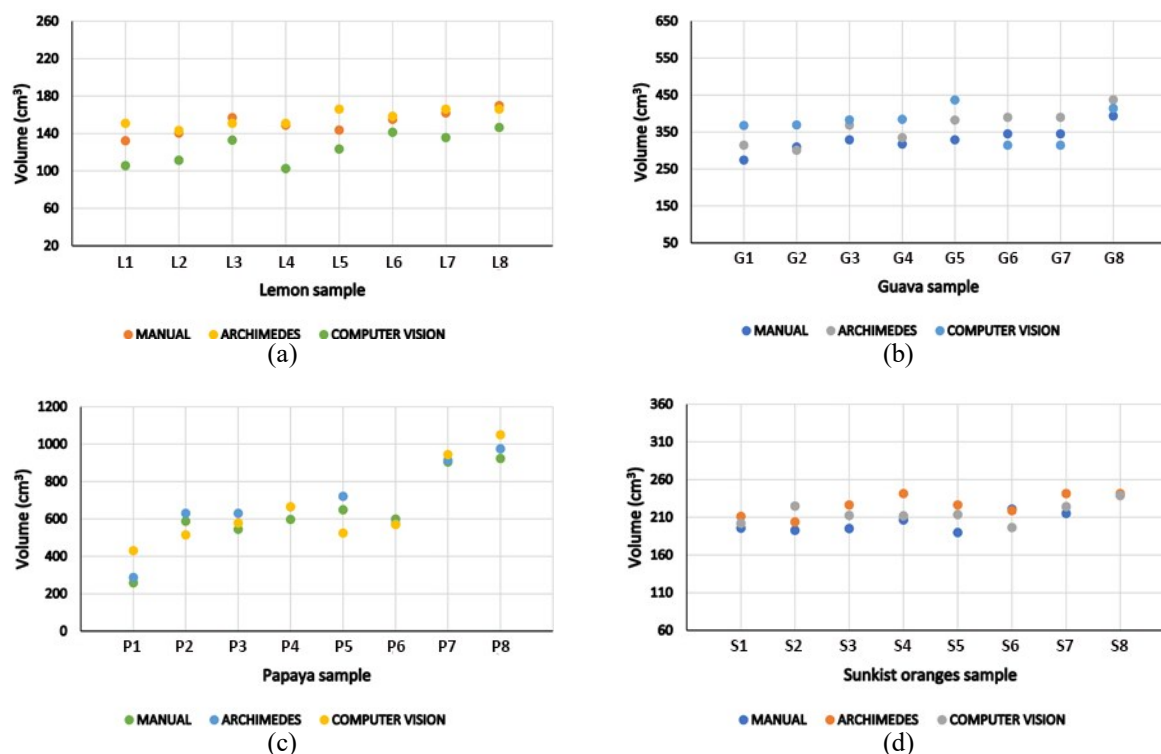 260
220
180
140
100
60
20
Volume (cm³)
L1 L2 L3 L4 L5 L6 L7 L8
Lemon sample
MANUAL ARCHIMEDES COMPUTER VISION
(a)
650
550
450
350
250
150
50
Volume (cm³)
G1 G2 G3 G4 G5 G6 G7 G8
Guava sample
MANUAL ARCHIMEDES COMPUTER VISION
(b)
1200
1000
800
600
400
200
0
Volume (cm³)
P1 P2 P3 P4 P5 P6 P7 P8
Papaya sample
MANUAL ARCHIMEDES COMPUTER VISION
(c)
360
310
260
210
160
110
60
Volume (cm³)
S1 S2 S3 S4 S5 S6 S7 S8
Sunkist oranges sample
MANUAL ARCHIMEDES COMPUTER VISION
(d)